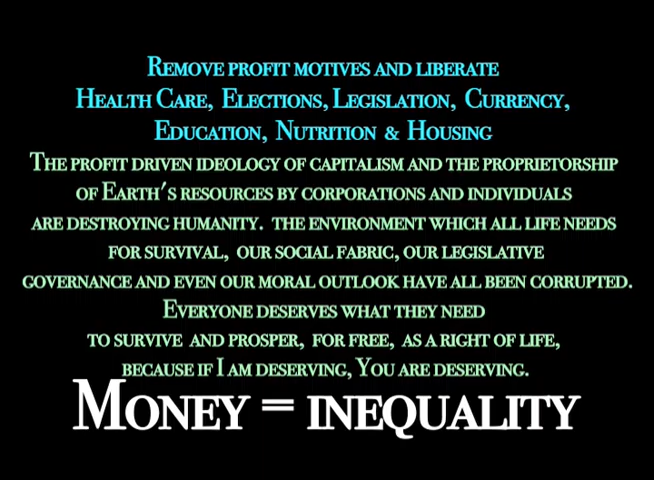 Remove profit motives and liberate
Health Care, Elections, Legislation, Currency,
Education, Nutrition & Housing
The profit driven ideology of capitalism and the proprietorship
of Earth's resources by corporations and individuals
are destroying humanity. the environment which all life needs
for survival, our social fabric, our legislative
governance and even our moral outlook have all been corrupted.
Everyone deserves what they need
to survive and prosper, for free, as a right of life,
because if I am deserving, You are deserving.
Money = inequality